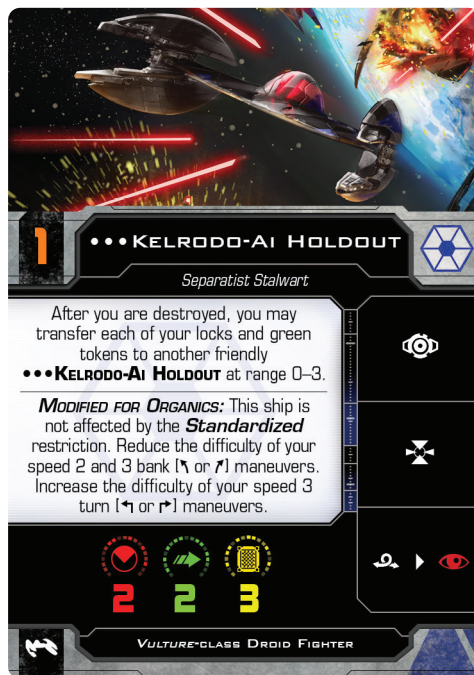 1
•••Kelrodo-Ai Holdout
Separatist Stalwart
After you are destroyed, you may
transfer each of your locks and green
tokens to another friendly
•••Kelrodo-Ai Holdout at range 0–3.
Modified for Organics: This ship is
not affected by the Standardized
restriction. Reduce the difficulty of your
speed 2 and 3 bank [↖ or ↗] maneuvers.
Increase the difficulty of your speed 3
turn [↰ or ↱] maneuvers.
2 2 3
Vulture-class Droid Fighter